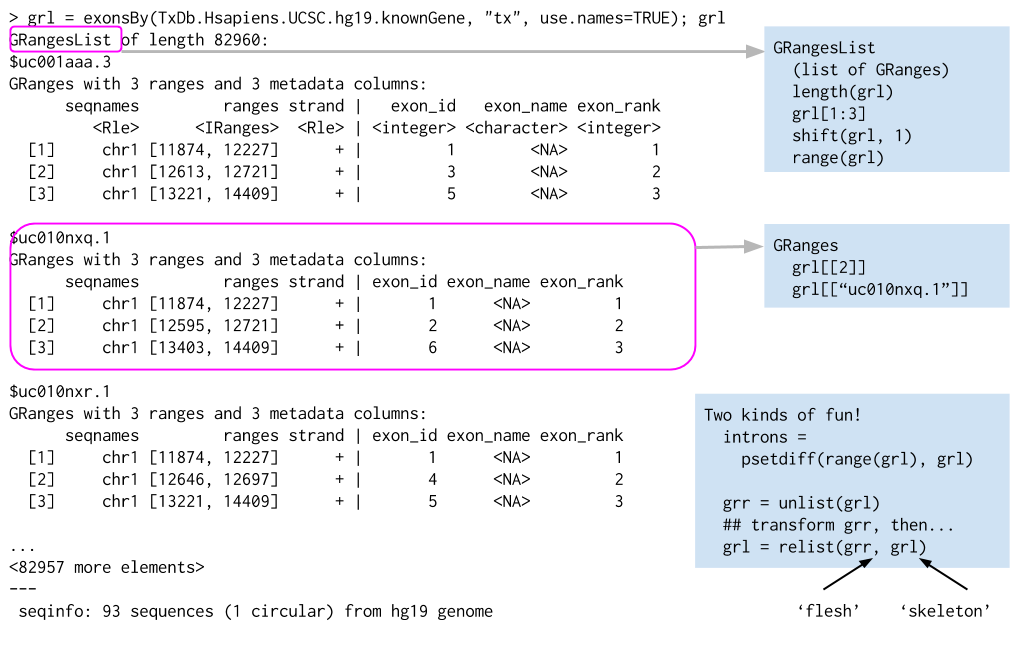 > grl = exonsBy(TxDb.Hsapiens.UCSC.hg19.knownGene, "tx", use.names=TRUE); grl
GRangesList of length 82960:
$uc001aaa.3
GRanges with 3 ranges and 3 metadata columns:
      seqnames         ranges strand |   exon_id   exon_name exon_rank
         <Rle>      <IRanges>  <Rle> | <integer> <character> <integer>
  [1]     chr1 [11874, 12227]      + |         1        <NA>         1
  [2]     chr1 [12613, 12721]      + |         3        <NA>         2
  [3]     chr1 [13221, 14409]      + |         5        <NA>         3
$uc010nxq.1
GRanges with 3 ranges and 3 metadata columns:
      seqnames         ranges strand | exon_id exon_name exon_rank
  [1]     chr1 [11874, 12227]      + |       1      <NA>         1
  [2]     chr1 [12595, 12721]      + |       2      <NA>         2
  [3]     chr1 [13403, 14409]      + |       6      <NA>         3
$uc010nxr.1
GRanges with 3 ranges and 3 metadata columns:
      seqnames         ranges strand | exon_id exon_name exon_rank
  [1]     chr1 [11874, 12227]      + |       1      <NA>         1
  [2]     chr1 [12646, 12697]      + |       4      <NA>         2
  [3]     chr1 [13221, 14409]      + |       5      <NA>         3
...
<82957 more elements>
---
 seqinfo: 93 sequences (1 circular) from hg19 genome
GRangesList
  (list of GRanges)
  length(grl)
  grl[1:3]
  shift(grl, 1)
  range(grl)
GRanges
  grl[[2]]
  grl[[“uc010nxq.1”]]
Two kinds of fun!
  introns =
    psetdiff(range(grl), grl)
  grr = unlist(grl)
  ## transform grr, then...
  grl = relist(grr, grl)
‘flesh’ ‘skeleton’